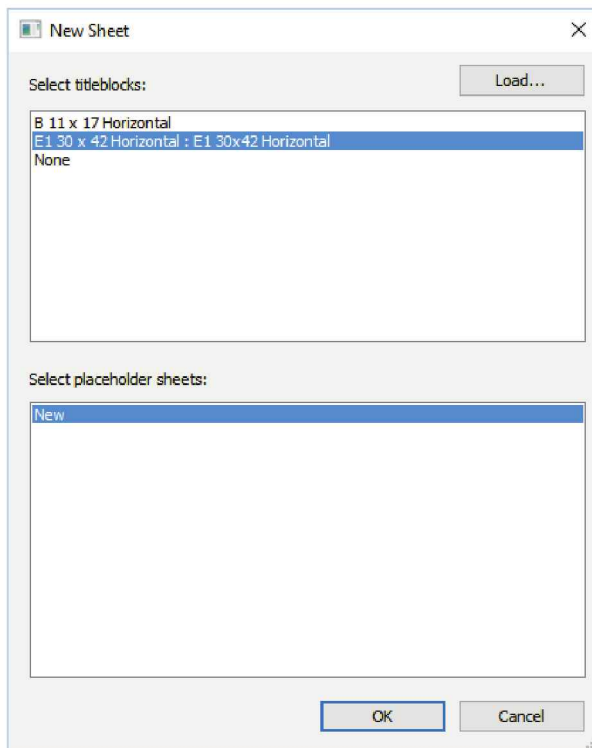 New Sheet
Select titleblocks:
Load...
B 11 x 17 Horizontal
E1 30 x 42 Horizontal : E1 30x42 Horizontal
None
Select placeholder sheets:
New
OK
Cancel